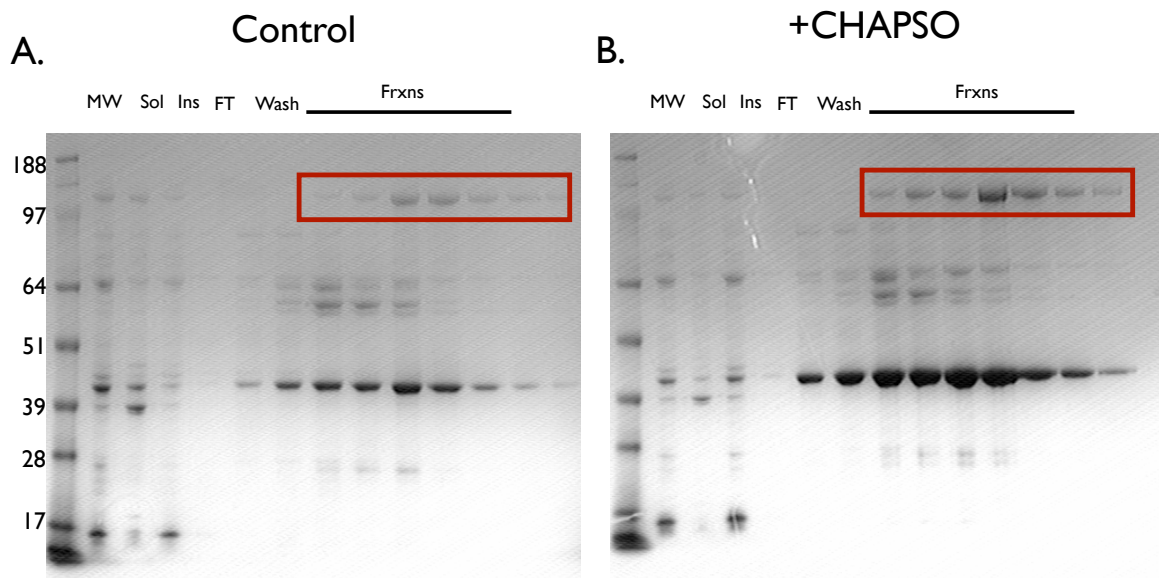 Control
+CHAPSO
A.
B.
MW Sol Ins FT Wash Frxns
MW Sol Ins FT Wash Frxns
188
97
64
51
39
28
17